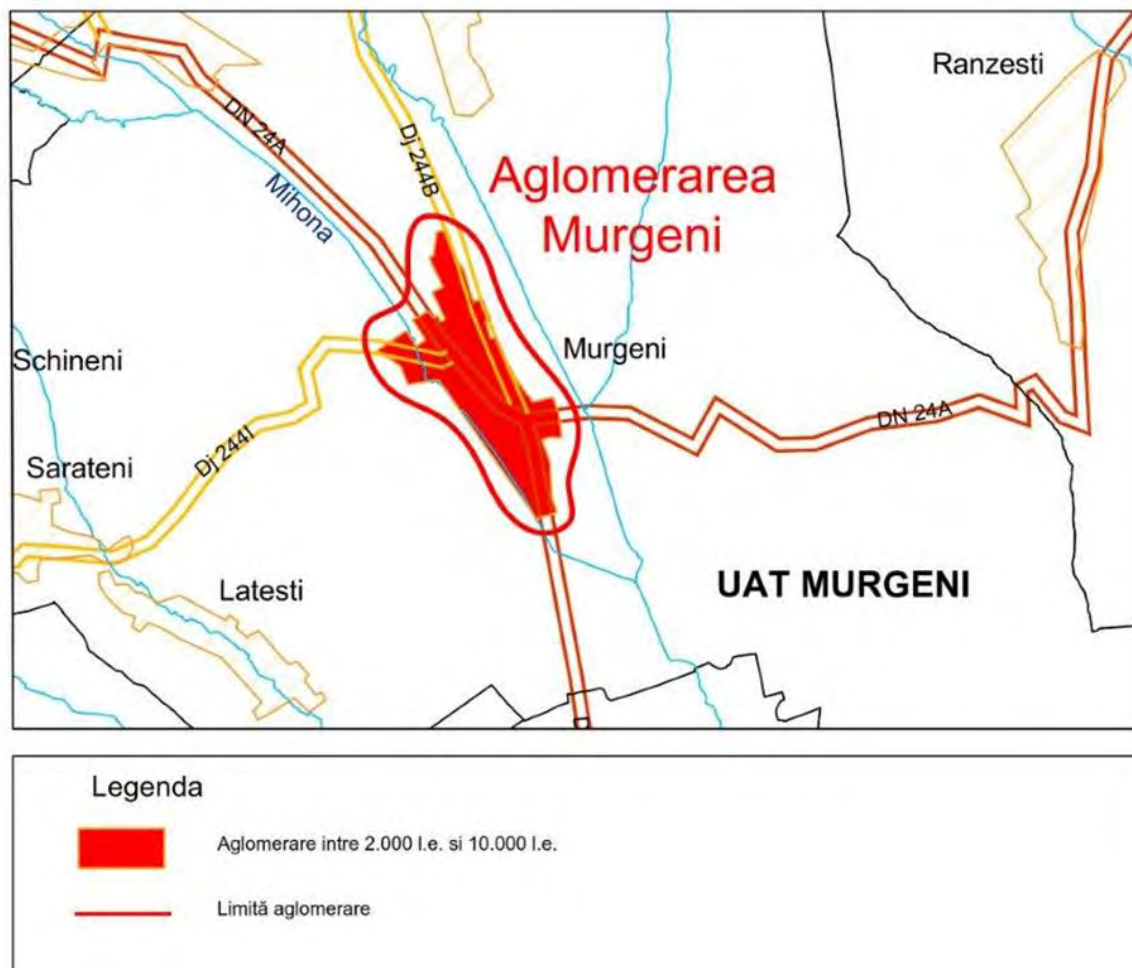 Ranzesti
DN 24A
Dj 244B
Mihona
Aglomerarea
Murgeni
Schineni
Murgeni
DN 24A
Dj 244I
Sarateni
Latesti
UAT MURGENI
Legenda
Aglomerare intre 2.000 l.e. si 10.000 l.e.
Limită aglomerare